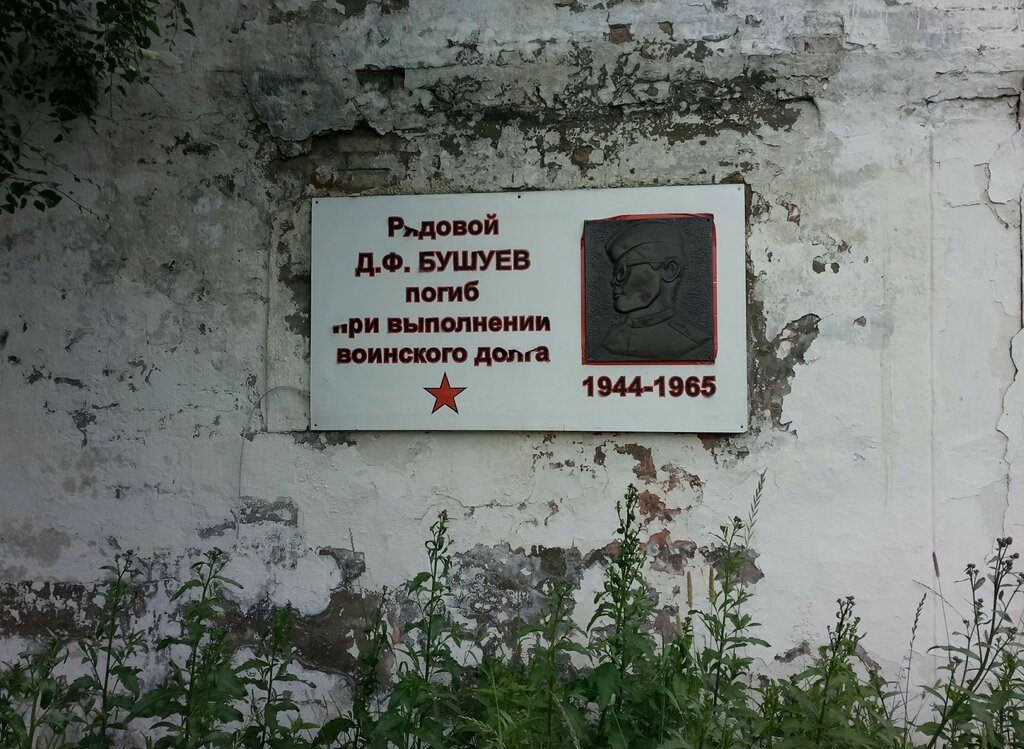 Рядовой
Д.Ф. БУШУЕВ
погиб
при выполнении
воинского долга
1944-1965